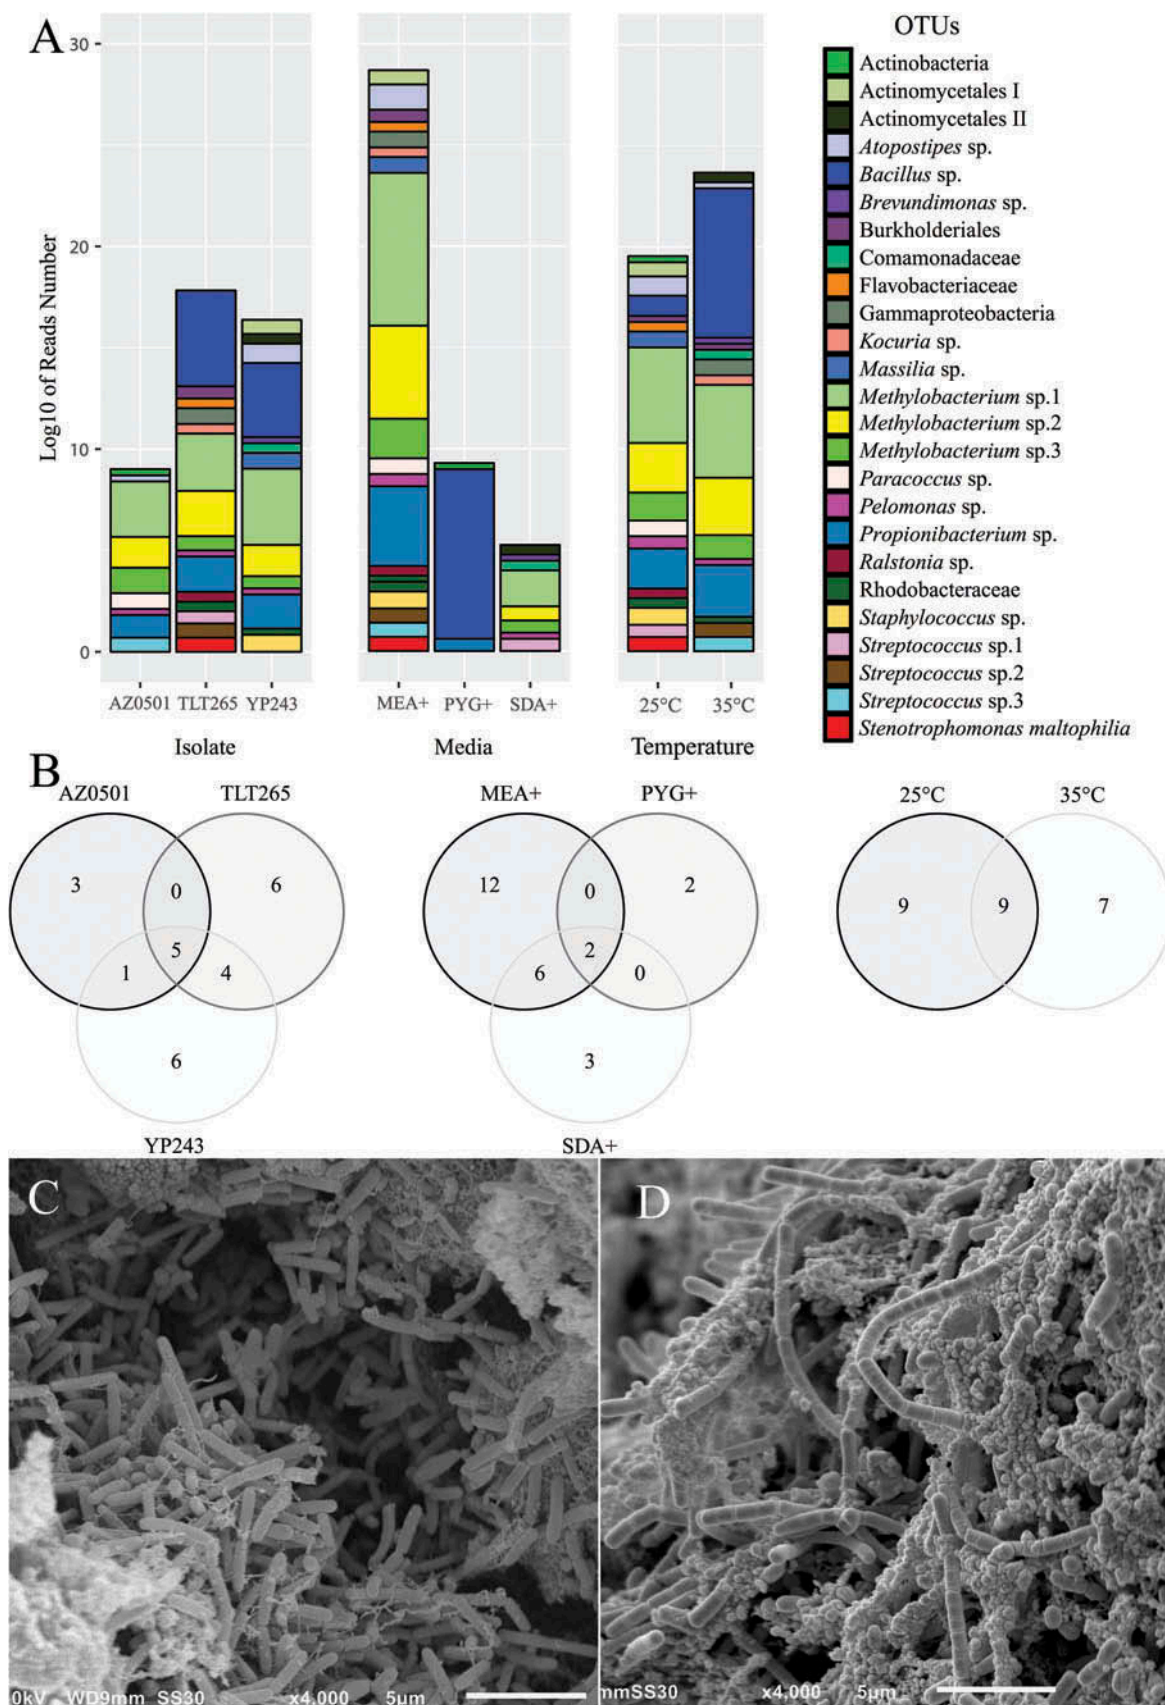 A
OTUs
30
20
10
0
Log10 of Reads Number
AZ0501 TLT265 YP243
Isolate
MEA+ PYG+ SDA+
Media
25°C 35°C
Temperature
Actinobacteria
Actinomycetales I
Actinomycetales II
Atopostipes sp.
Bacillus sp.
Brevundimonas sp.
Burkholderiales
Comamonadaceae
Flavobacteriaceae
Gammaproteobacteria
Kocuria sp.
Massilia sp.
Methylobacterium sp.1
Methylobacterium sp.2
Methylobacterium sp.3
Paracoccus sp.
Pelomonas sp.
Propionibacterium sp.
Ralstonia sp.
Rhodobacteraceae
Staphylococcus sp.
Streptococcus sp.1
Streptococcus sp.2
Streptococcus sp.3
Stenotrophomonas maltophilia
B
AZ0501 TLT265
3 0 6
5
1 4
6
YP243
MEA+ PYG+
12 0 2
2
6 0
3
SDA+
25°C 35°C
9 9 7
C
0kV WD9mm SS30 x4,000 5µm
D
mmSS30 x4,000 5µm